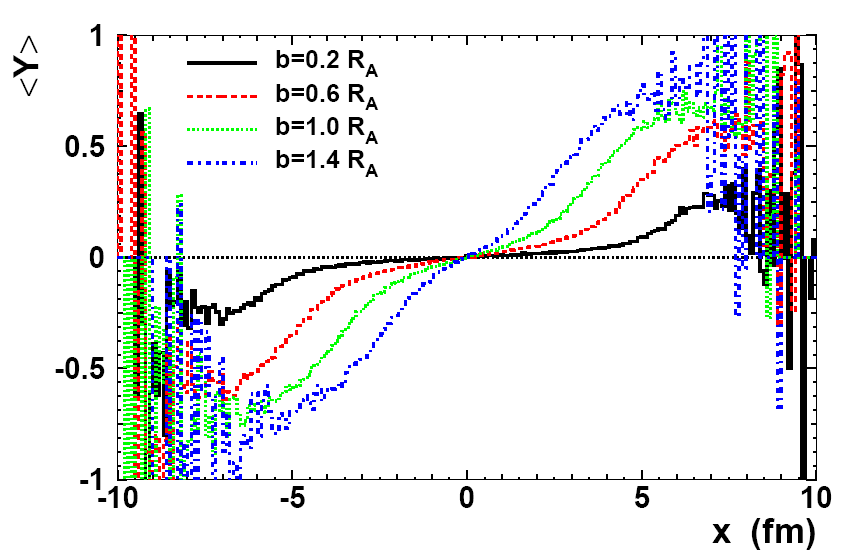 <Y>
1
0.5
0
-0.5
-1
b=0.2 R_A
b=0.6 R_A
b=1.0 R_A
b=1.4 R_A
-10 -5 0 5 10
x (fm)